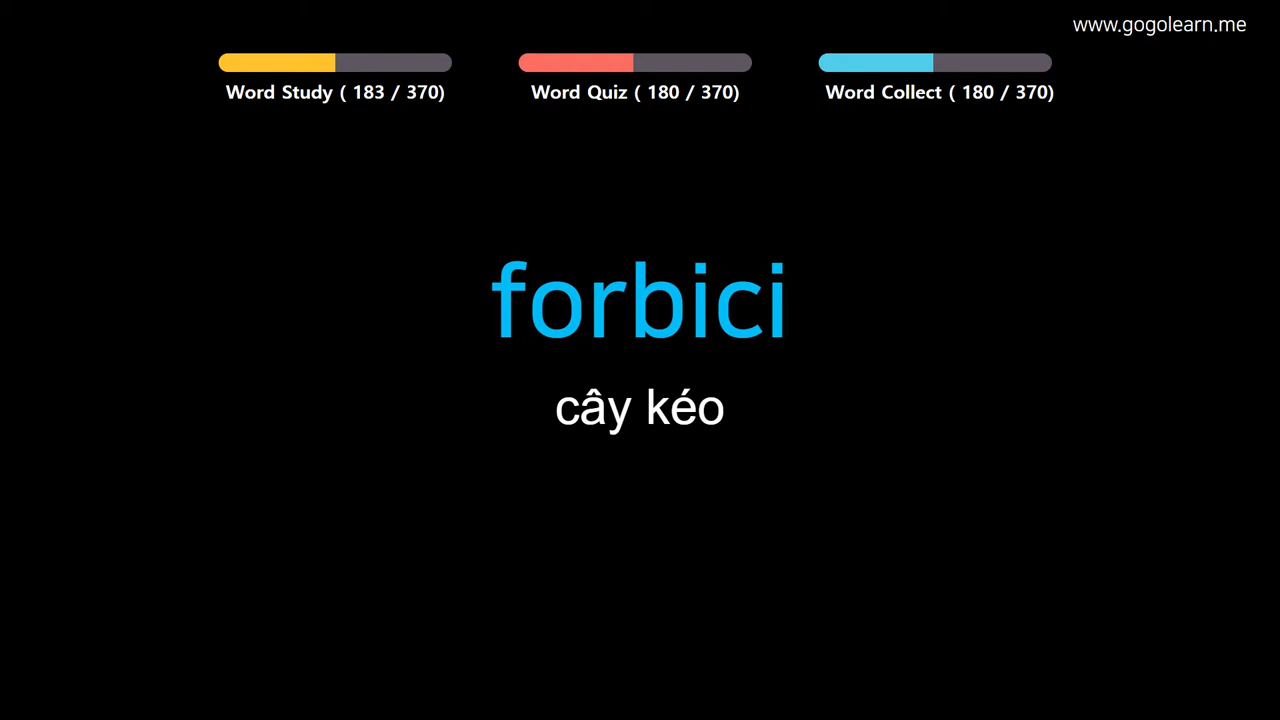 www.gogolearn.me
Word Study ( 183 / 370)
Word Quiz ( 180 / 370)
Word Collect ( 180 / 370)
forbici
cây kéo